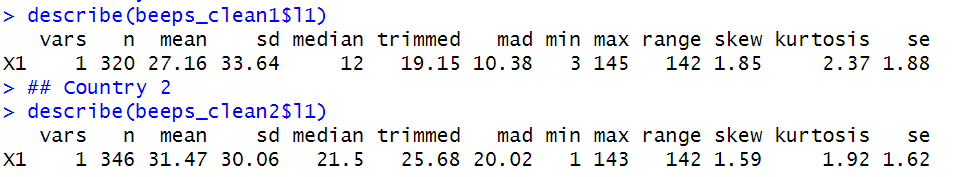 > describe(beeps_clean1$l1)
   vars   n  mean    sd median trimmed   mad min max range skew kurtosis   se
X1    1 320 27.16 33.64     12   19.15 10.38   3 145   142 1.85     2.37 1.88
> ## Country 2
> describe(beeps_clean2$l1)
   vars   n  mean    sd median trimmed   mad min max range skew kurtosis   se
X1    1 346 31.47 30.06   21.5   25.68 20.02   1 143   142 1.59     1.92 1.62